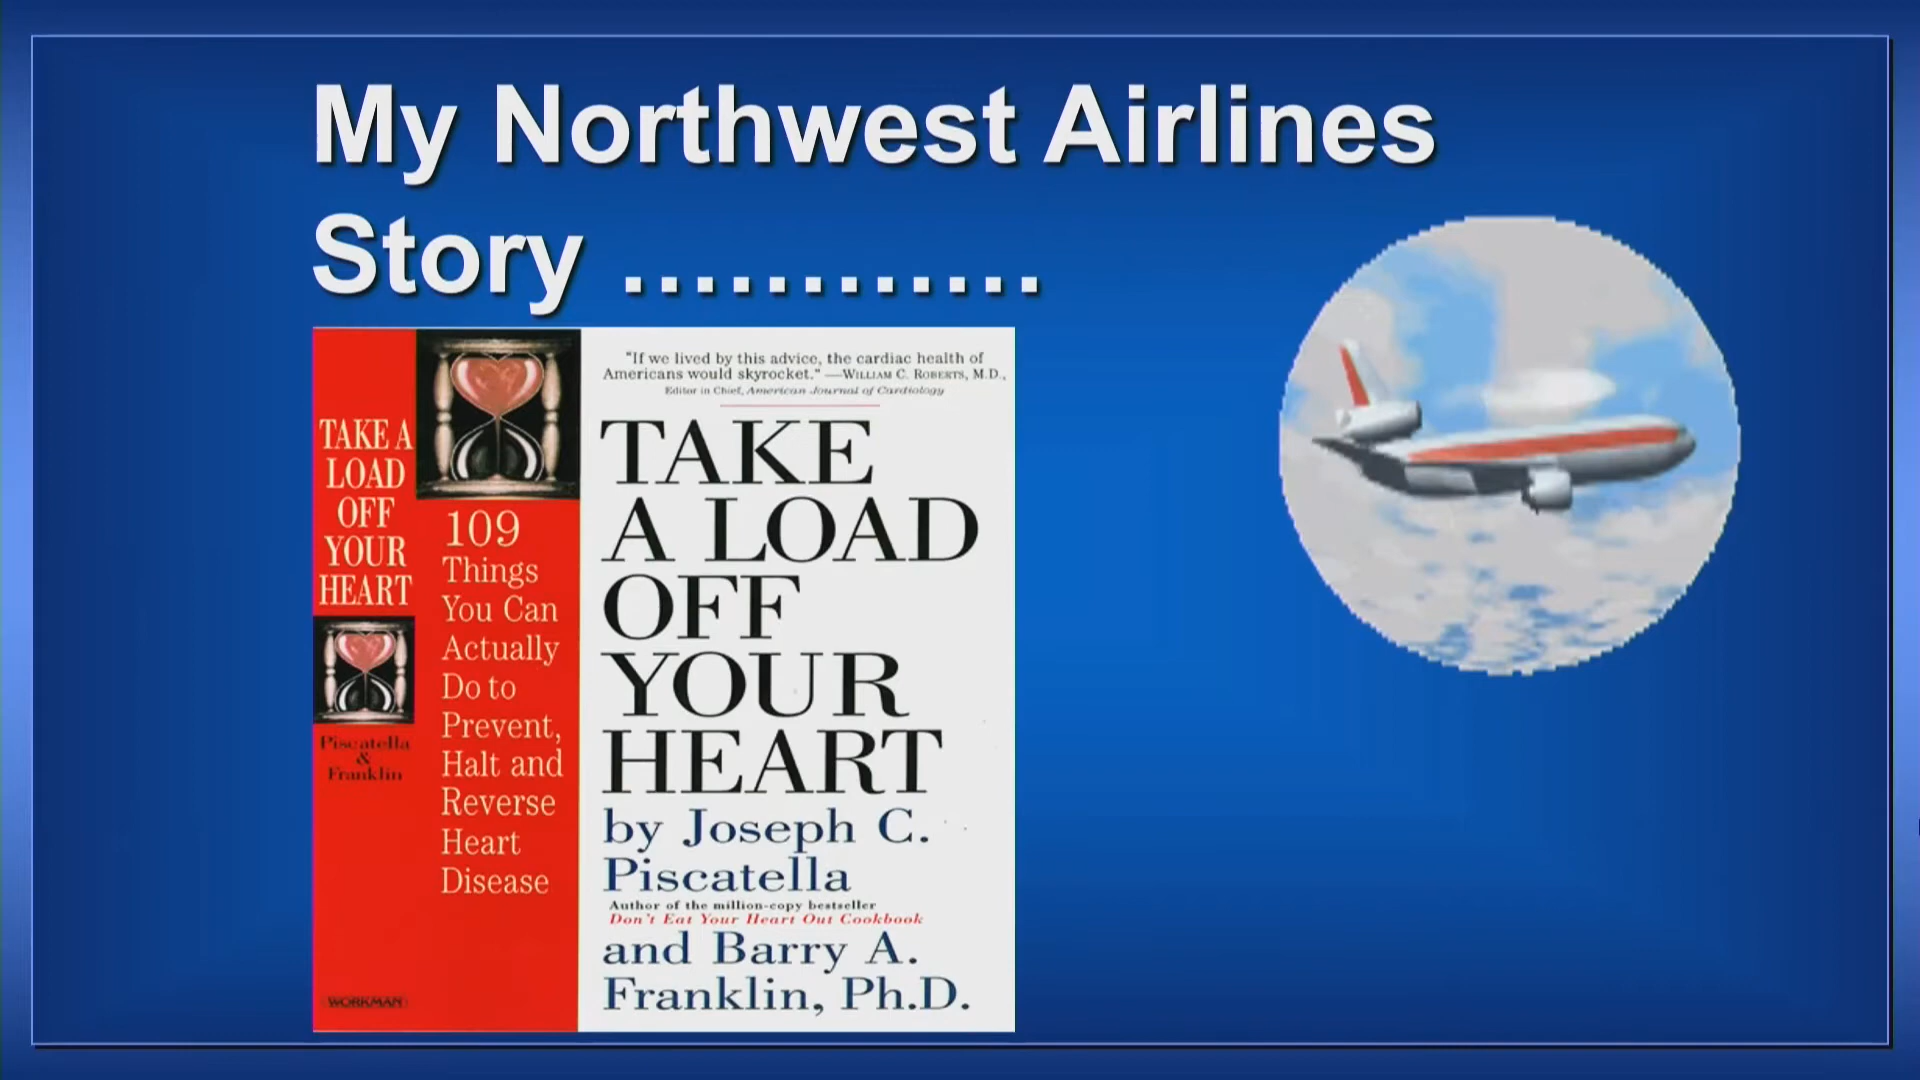 My Northwest Airlines
Story ............
TAKE A
LOAD
OFF
YOUR
HEART
Piscatella
&
Franklin
WORKMAN
109
Things
You Can
Actually
Do to
Prevent,
Halt and
Reverse
Heart
Disease
"If we lived by this advice, the cardiac health of
Americans would skyrocket." —WILLIAM C. ROBERTS, M.D.,
Editor in Chief, American Journal of Cardiology
TAKE
A LOAD
OFF
YOUR
HEART
by Joseph C.
Piscatella
Author of the million-copy bestseller
Don't Eat Your Heart Out Cookbook
and Barry A.
Franklin, Ph.D.